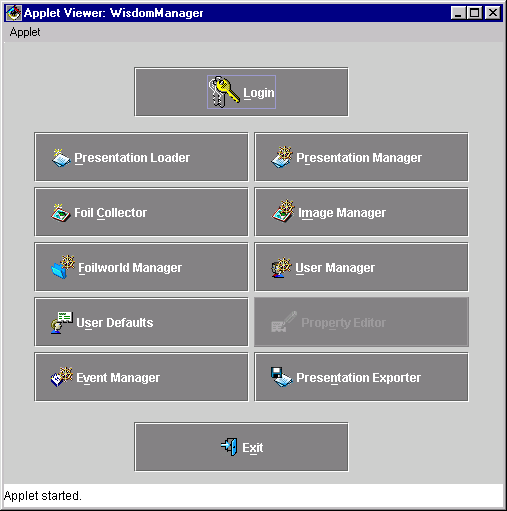 Applet Viewer: WisdomManager
Applet
Login
Presentation Loader
Presentation Manager
Foil Collector
Image Manager
Foilworld Manager
User Manager
User Defaults
Property Editor
Event Manager
Presentation Exporter
Exit
Applet started.